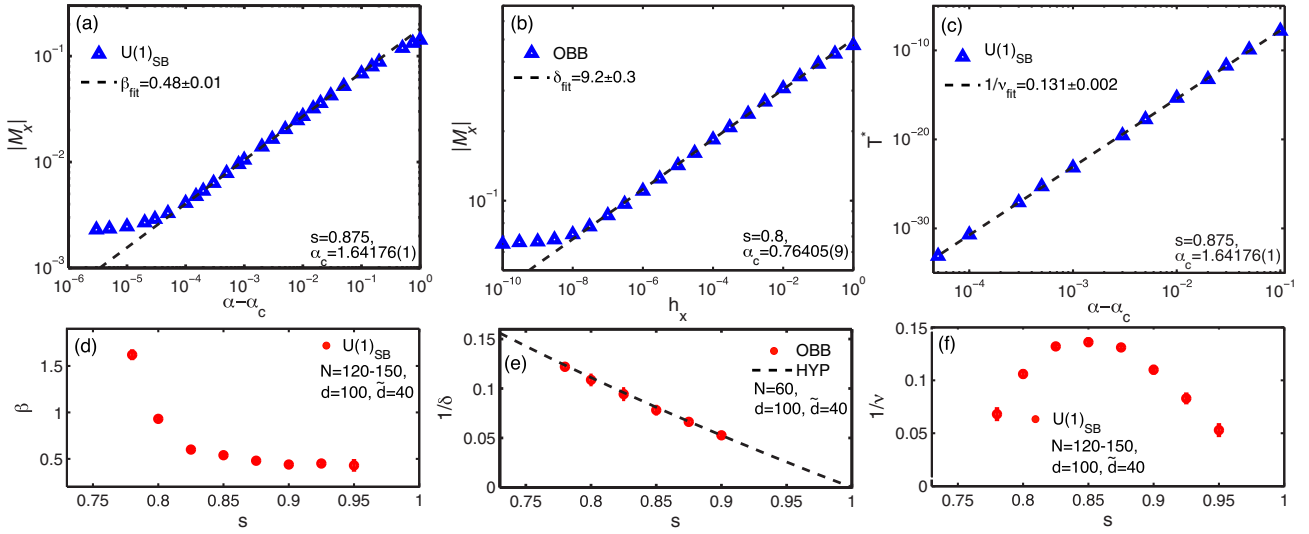 (a)
U(1)SB
βfit=0.48±0.01
s=0.875,
αc=1.64176(1)
|Mx|
10⁻¹
10⁻²
10⁻³
10⁻⁶ 10⁻⁵ 10⁻⁴ 10⁻³ 10⁻² 10⁻¹ 10⁰
α−αc
(b)
OBB
δfit=9.2±0.3
s=0.8,
αc=0.76405(9)
|Mx|
10⁻¹
10⁻¹⁰ 10⁻⁸ 10⁻⁶ 10⁻⁴ 10⁻² 10⁰
hx
(c)
U(1)SB
1/νfit=0.131±0.002
s=0.875,
αc=1.64176(1)
T*
10⁻¹⁰
10⁻²⁰
10⁻³⁰
10⁻⁴ 10⁻³ 10⁻² 10⁻¹
α−αc
(d)
U(1)SB
N=120-150,
d=100, d̃=40
β
1.5
1
0.5
0.75 0.8 0.85 0.9 0.95 1
s
(e)
OBB
HYP
N=60,
d=100, d̃=40
1/δ
0.15
0.1
0.05
0
0.75 0.8 0.85 0.9 0.95 1
s
(f)
U(1)SB
N=120-150,
d=100, d̃=40
1/ν
0.15
0.1
0.05
0
0.75 0.8 0.85 0.9 0.95 1
s